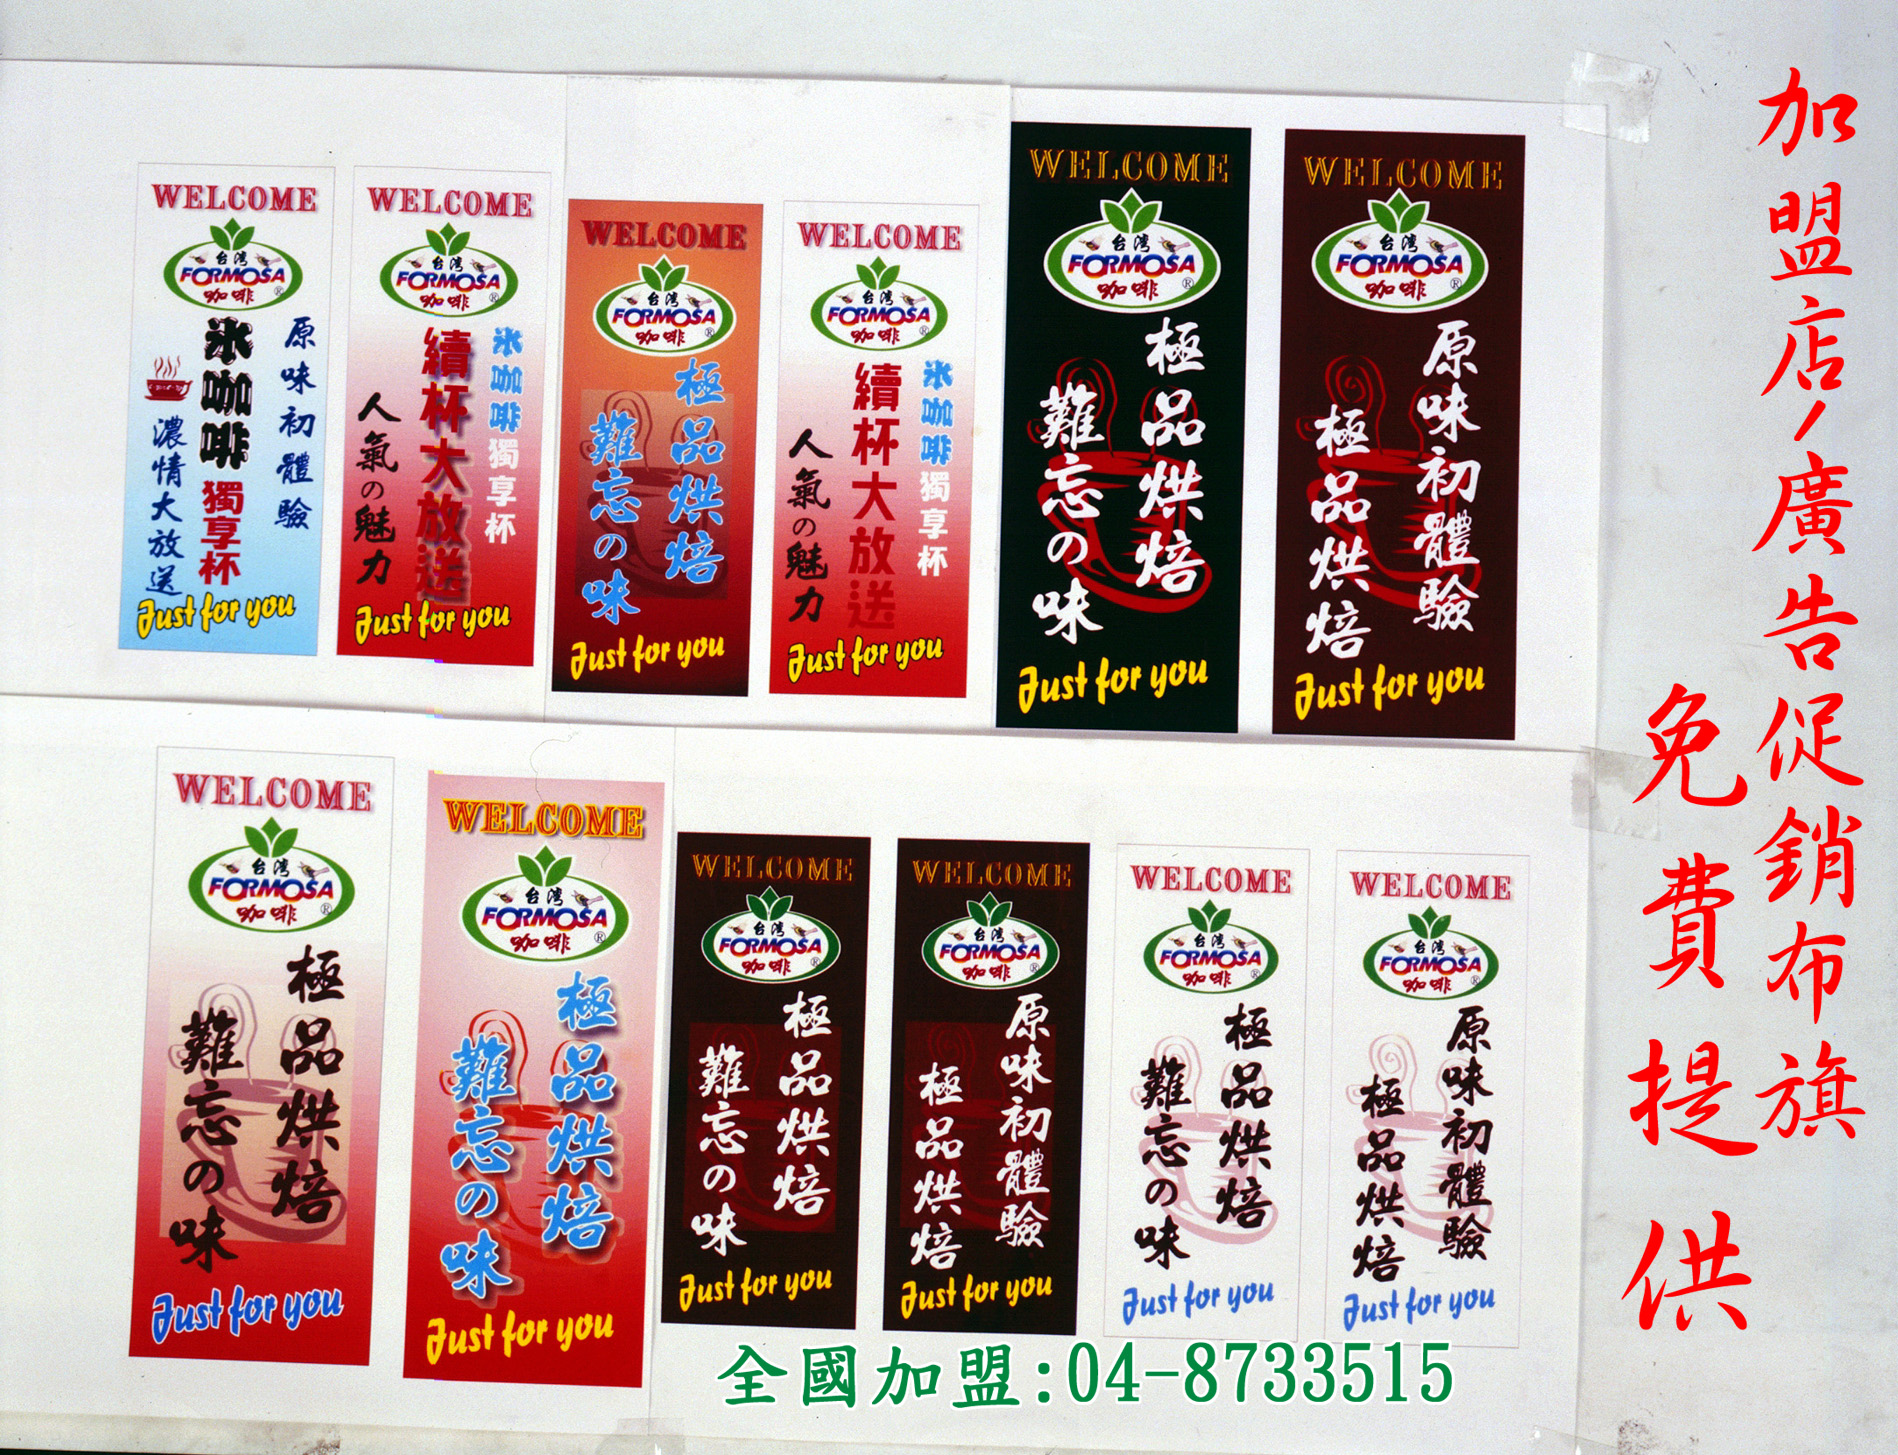 加盟店/廣告促銷布旗
免費提供
WELCOME
台灣
FORMOSA
咖啡
®
原味初體驗
冰咖啡獨享杯
濃情大放送
Just for you
WELCOME
台灣
FORMOSA
咖啡
®
獨享杯
續杯大放送
人氣の魅力
Just for you
WELCOME
台灣
FORMOSA
咖啡
®
極品烘焙
難忘の味
Just for you
WELCOME
台灣
FORMOSA
咖啡
®
獨享杯
續杯大放送
人氣の魅力
Just for you
WELCOME
台灣
FORMOSA
咖啡
®
極品烘焙
難忘の味
Just for you
WELCOME
台灣
FORMOSA
咖啡
®
原味初體驗
極品烘焙
Just for you
WELCOME
台灣
FORMOSA
咖啡
®
極品烘焙
難忘の味
Just for you
WELCOME
台灣
FORMOSA
咖啡
®
極品烘焙
難忘の味
Just for you
WELCOME
台灣
FORMOSA
咖啡
®
極品烘焙
難忘の味
Just for you
WELCOME
台灣
FORMOSA
咖啡
®
原味初體驗
極品烘焙
Just for you
WELCOME
台灣
FORMOSA
咖啡
®
極品烘焙
難忘の味
Just for you
WELCOME
台灣
FORMOSA
咖啡
®
原味初體驗
極品烘焙
Just for you
全國加盟:04-8733515